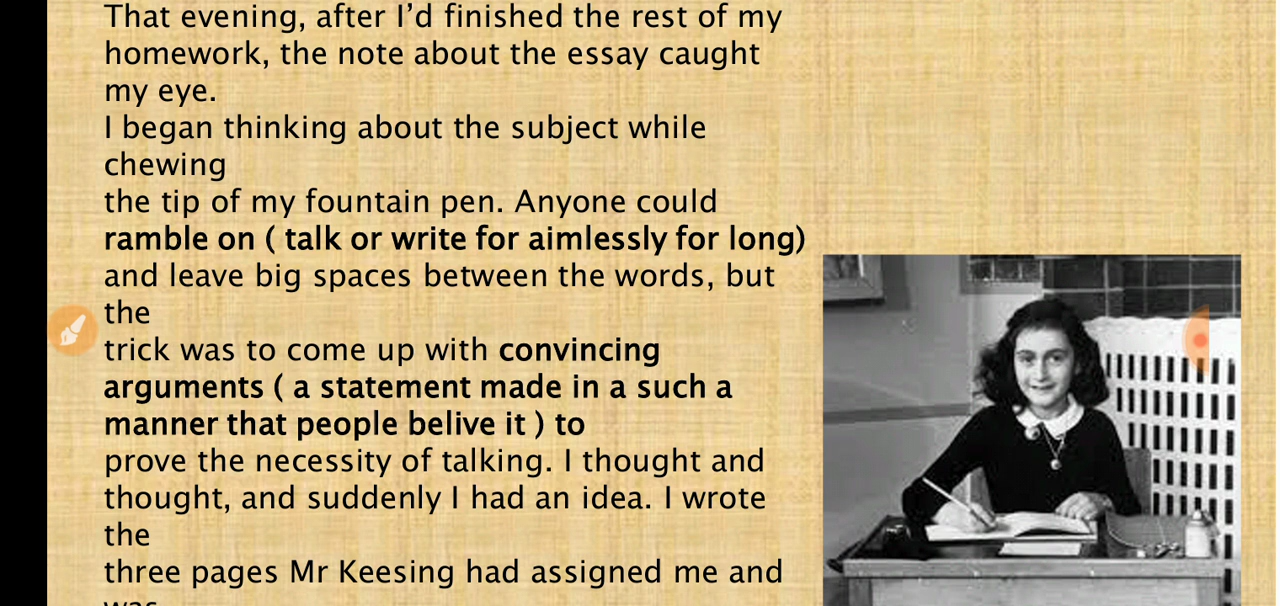 That evening, after I’d finished the rest of my
homework, the note about the essay caught
my eye.
I began thinking about the subject while
chewing
the tip of my fountain pen. Anyone could
ramble on ( talk or write for aimlessly for long)
and leave big spaces between the words, but
the
trick was to come up with convincing
arguments ( a statement made in a such a
manner that people belive it ) to
prove the necessity of talking. I thought and
thought, and suddenly I had an idea. I wrote
the
three pages Mr Keesing had assigned me and
was